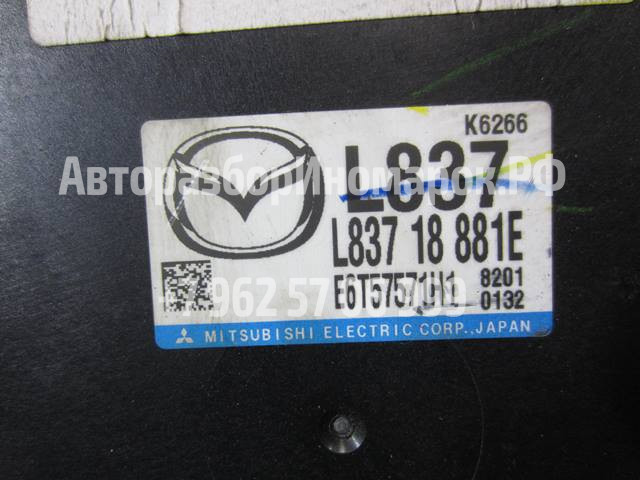 K6266
L837
АвторазборИномарок.РФ
L837 18 881E
E6T57571H1 8201
0132
MITSUBISHI ELECTRIC CORP., JAPAN